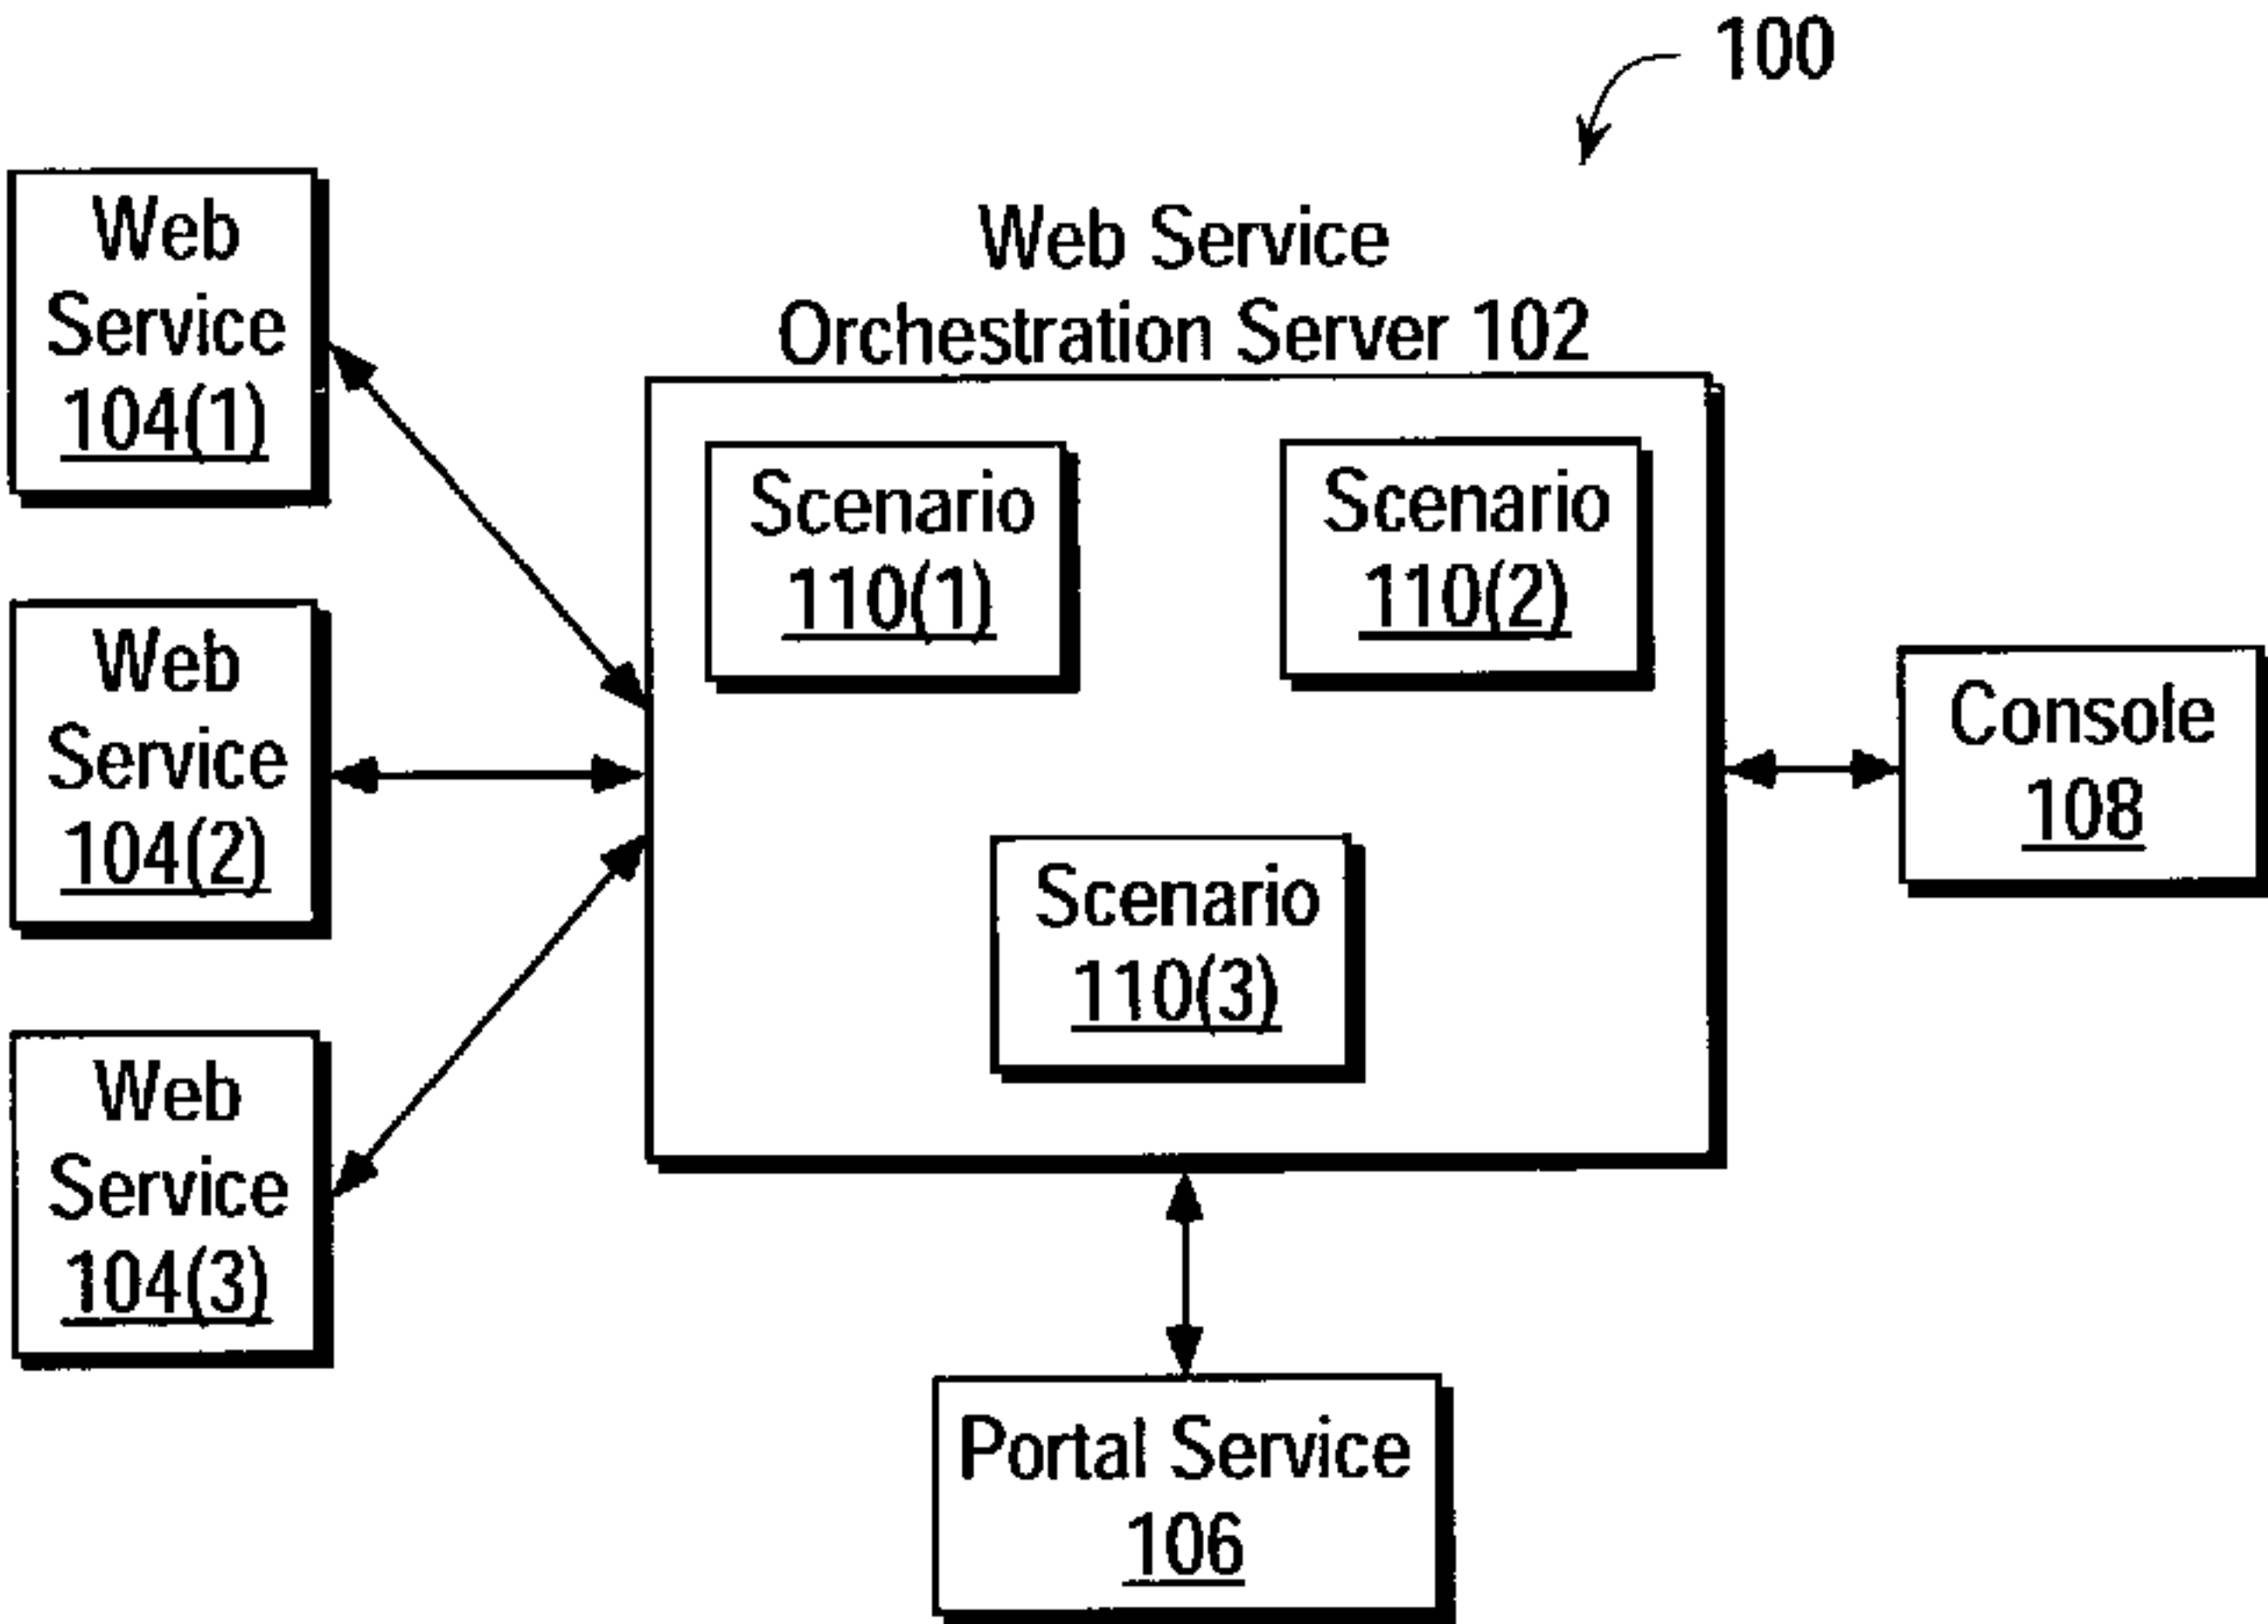 100
Web
Service
104(1)
Web Service
Orchestration Server 102
Scenario
110(1)
Scenario
110(2)
Web
Service
104(2)
Console
108
Scenario
110(3)
Web
Service
104(3)
Portal Service
106